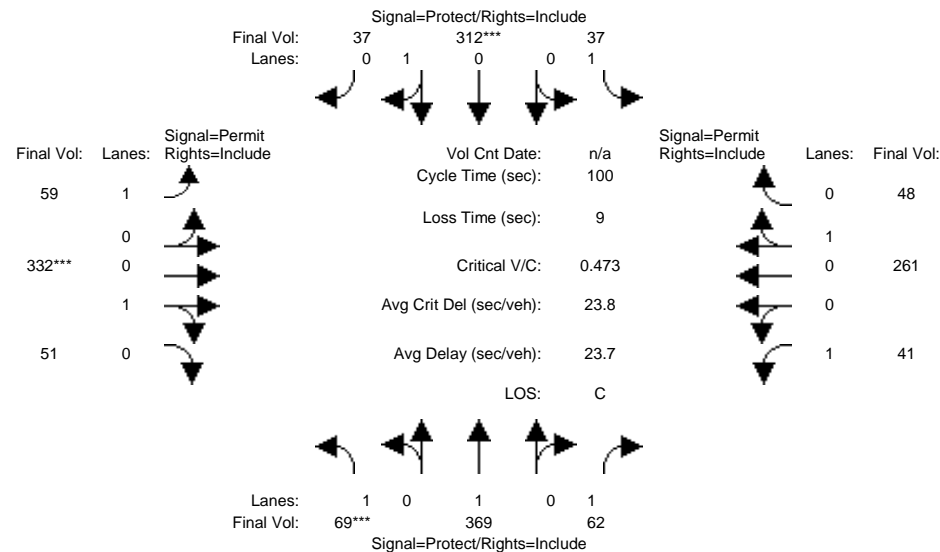 Signal=Protect/Rights=Include
Final Vol: 37 312*** 37
Lanes: 0 1 0 0 1
Signal=Permit
Final Vol: Lanes: Rights=Include
Vol Cnt Date: n/a
Signal=Permit
Rights=Include Lanes: Final Vol:
Cycle Time (sec): 100
59 1
0 48
Loss Time (sec): 9
0
1
332*** 0
Critical V/C: 0.473
0 261
1
Avg Crit Del (sec/veh): 23.8
0
51 0
Avg Delay (sec/veh): 23.7
1 41
LOS: C
Lanes: 1 0 1 0 1
Final Vol: 69*** 369 62
Signal=Protect/Rights=Include